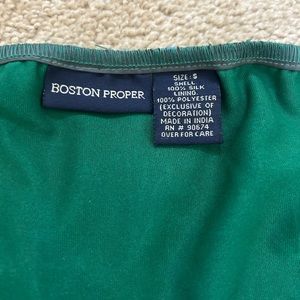 BOSTON PROPER
SIZE: S
SHELL
100% SILK
LINING
100% POLYESTER
(EXCLUSIVE OF
DECORATION)
MADE IN INDIA
RN # 90674
OVER FOR CARE